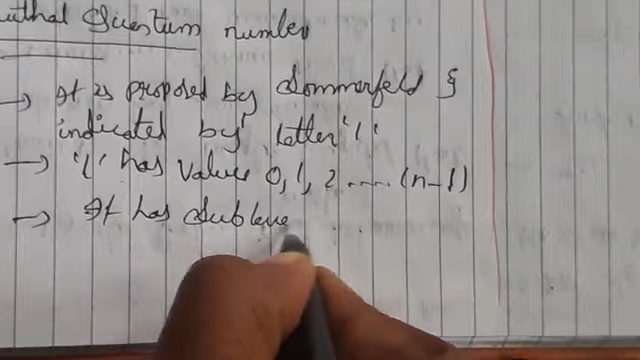 uthal Quantum number
→ It is proposed by Sommerfeld &
indicated by letter 'l'
→ 'l' has values 0, 1, 2 ..... (n-1)
→ It has subleve